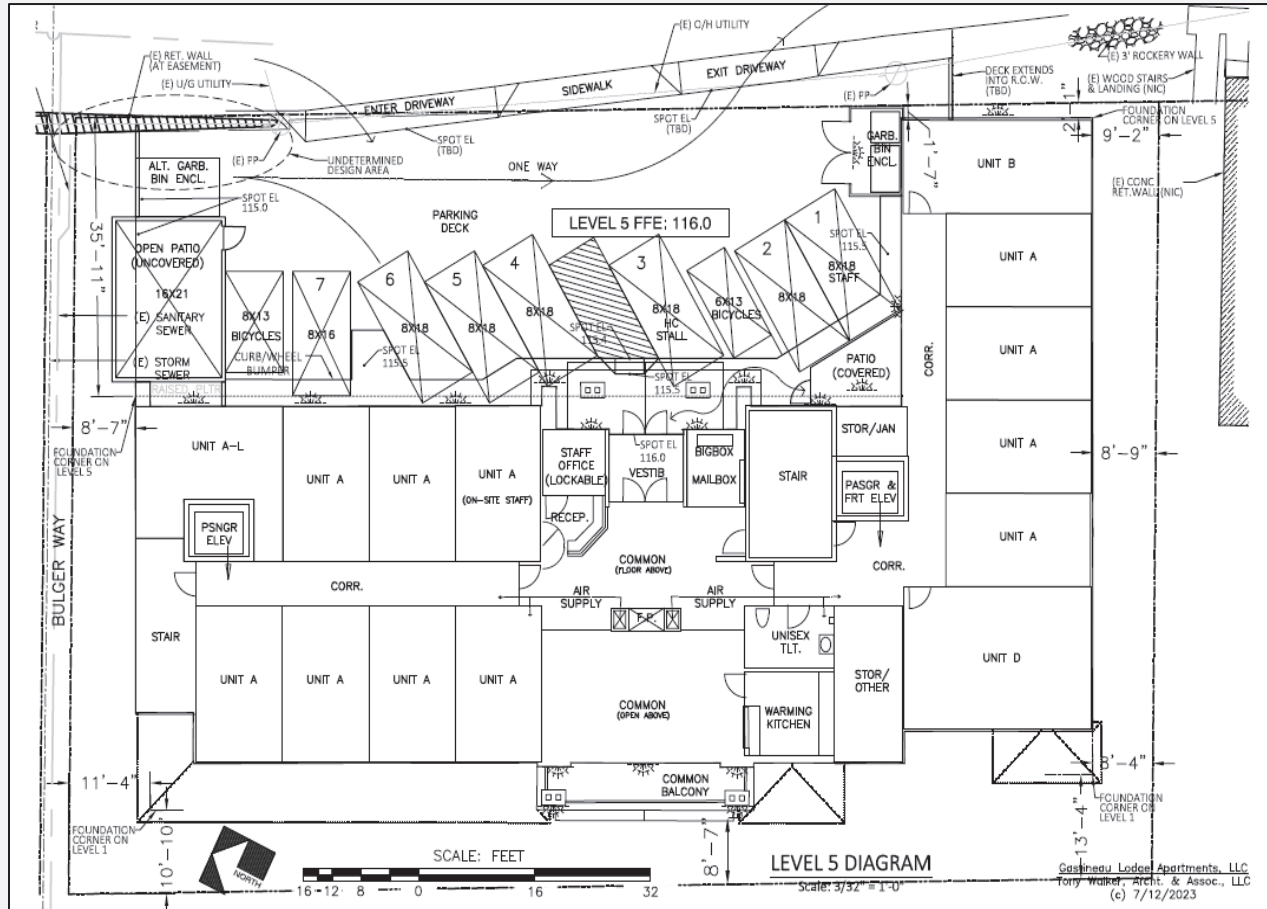 (E) RET. WALL
(AT EASEMENT)
(E) U/G UTILITY
(E) O/H UTILITY
(E) 3' ROCKERY WALL
(E) WOOD STAIRS
& LANDING (NIC)
DECK EXTENDS
INTO R.O.W.
(TBD)
FOUNDATION
CORNER ON
LEVEL 5
ENTER DRIVEWAY
SIDEWALK
EXIT DRIVEWAY
SPOT EL
(TBD)
SPOT EL
(TBD)
(E) PP
(E) PP
UNDETERMINED
DESIGN AREA
ONE WAY
ALT. GARB.
BIN ENCL.
GARB.
BIN
ENCL.
1'-7"
2'
1"
9'-2"
UNIT B
(E) CONC
RET. WALL (NIC)
SPOT EL
115.0
PARKING
DECK
LEVEL 5 FFE: 116.0
35'-11"
OPEN PATIO
(UNCOVERED)
16X21
(E) SANITARY
SEWER
(E) STORM
SEWER
RAISED PLTR
8X13
BICYCLES
7
8X16
CURB/WHEEL
BUMPER
6
8X18
5
8X18
4
8X18
3
8X18
HC
STALL
6X13
BICYCLES
2
8X18
1
8X18
STAFF
SPOT EL
115.5
SPOT EL
115.5
SPOT EL
SPOT EL
115.5
PATIO
(COVERED)
CORR.
UNIT A
UNIT A
UNIT A
UNIT A
8'-7"
FOUNDATION
CORNER ON
LEVEL 5
UNIT A-L
UNIT A
UNIT A
UNIT A
(ON-SITE STAFF)
STAFF
OFFICE
(LOCKABLE)
RECEP.
SPOT EL
116.0
VESTIB
BIGBOX
MAILBOX
STAIR
STOR/JAN
PASGR &
FRT ELEV
8'-9"
PSNGR
ELEV
BULGER WAY
CORR.
COMMON
(FLOOR ABOVE)
CORR.
AIR
SUPPLY
AIR
SUPPLY
F.P.
STAIR
UNIT A
UNIT A
UNIT A
UNIT A
COMMON
(OPEN ABOVE)
UNISEX
TLT.
WARMING
KITCHEN
STOR/
OTHER
UNIT D
COMMON
BALCONY
11'-4"
8'-4"
FOUNDATION
CORNER ON
LEVEL 1
FOUNDATION
CORNER ON
LEVEL 1
10'-10"
8'-7"
13'-4"
NORTH
SCALE: FEET
16 12 8 0 16 32
LEVEL 5 DIAGRAM
Scale: 3/32" = 1'-0"
Gastineau Lodge Apartments, LLC
Tony Walker, Archt. & Assoc., LLC
(c) 7/12/2023